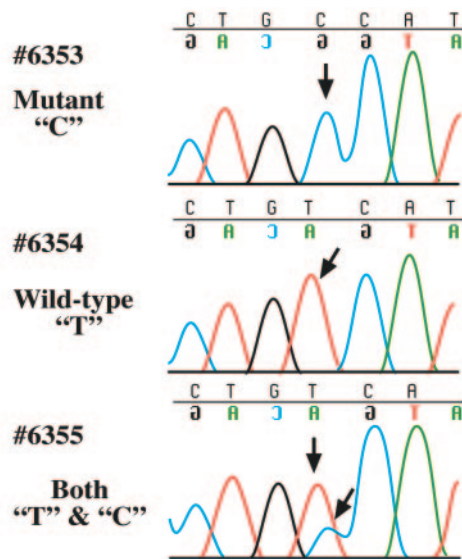 C T G C C A T
G A C G G T A
#6353
Mutant
“C”
C T G T C A T
G A C A G T A
#6354
Wild-type
“T”
C T G T C A
G A C A G T A
#6355
Both
“T” & “C”